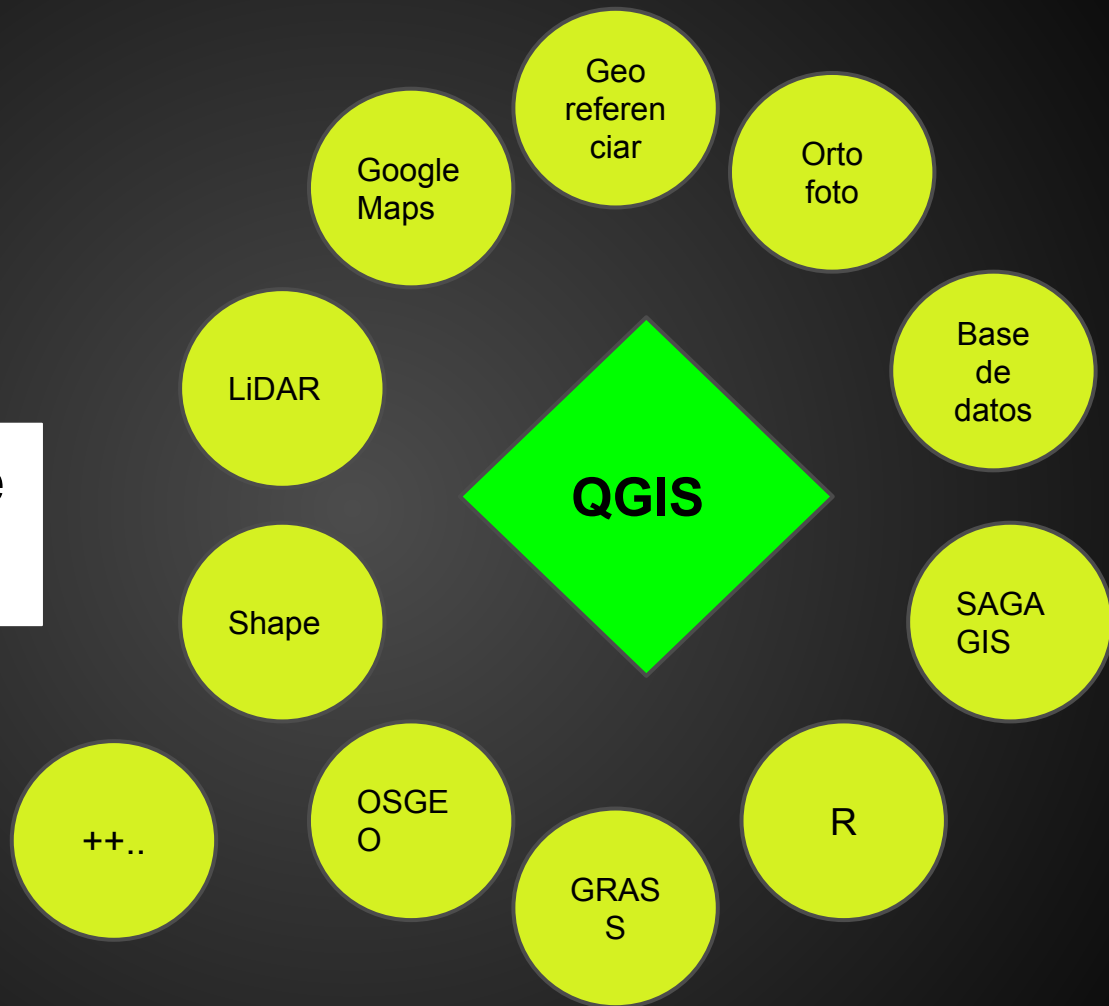 Geo
referen
ciar
Orto
foto
Google
Maps
Base
de
datos
LiDAR
QGIS
e
Shape
SAGA
GIS
OSGE
O
R
++..
GRAS
S